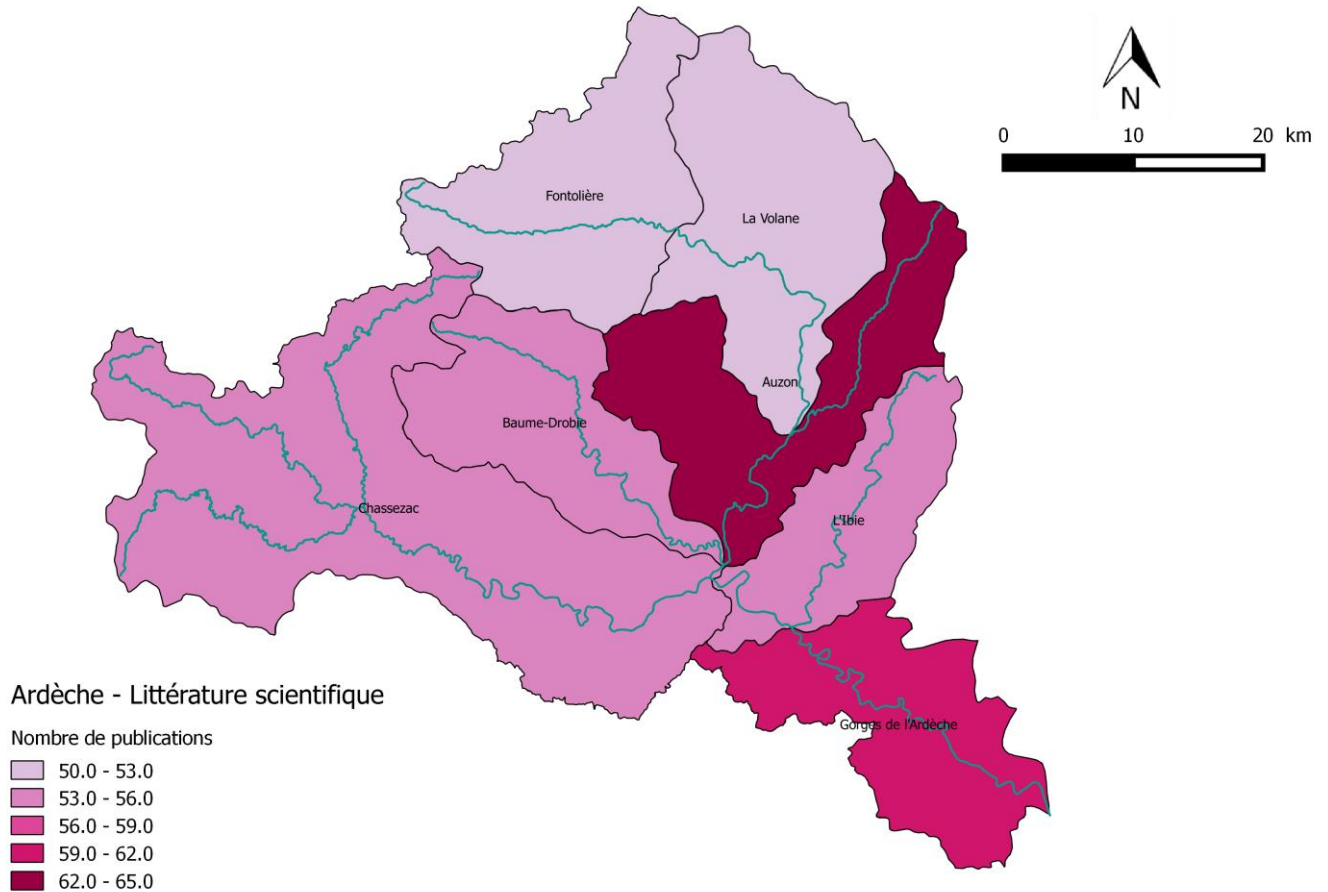 N
0 10 20 km
Fontolière
La Volane
Auzon
Baume-Drobie
Chassezac
L'Ibie
Gorges de l'Ardèche
Ardèche - Littérature scientifique
Nombre de publications
50.0 - 53.0
53.0 - 56.0
56.0 - 59.0
59.0 - 62.0
62.0 - 65.0